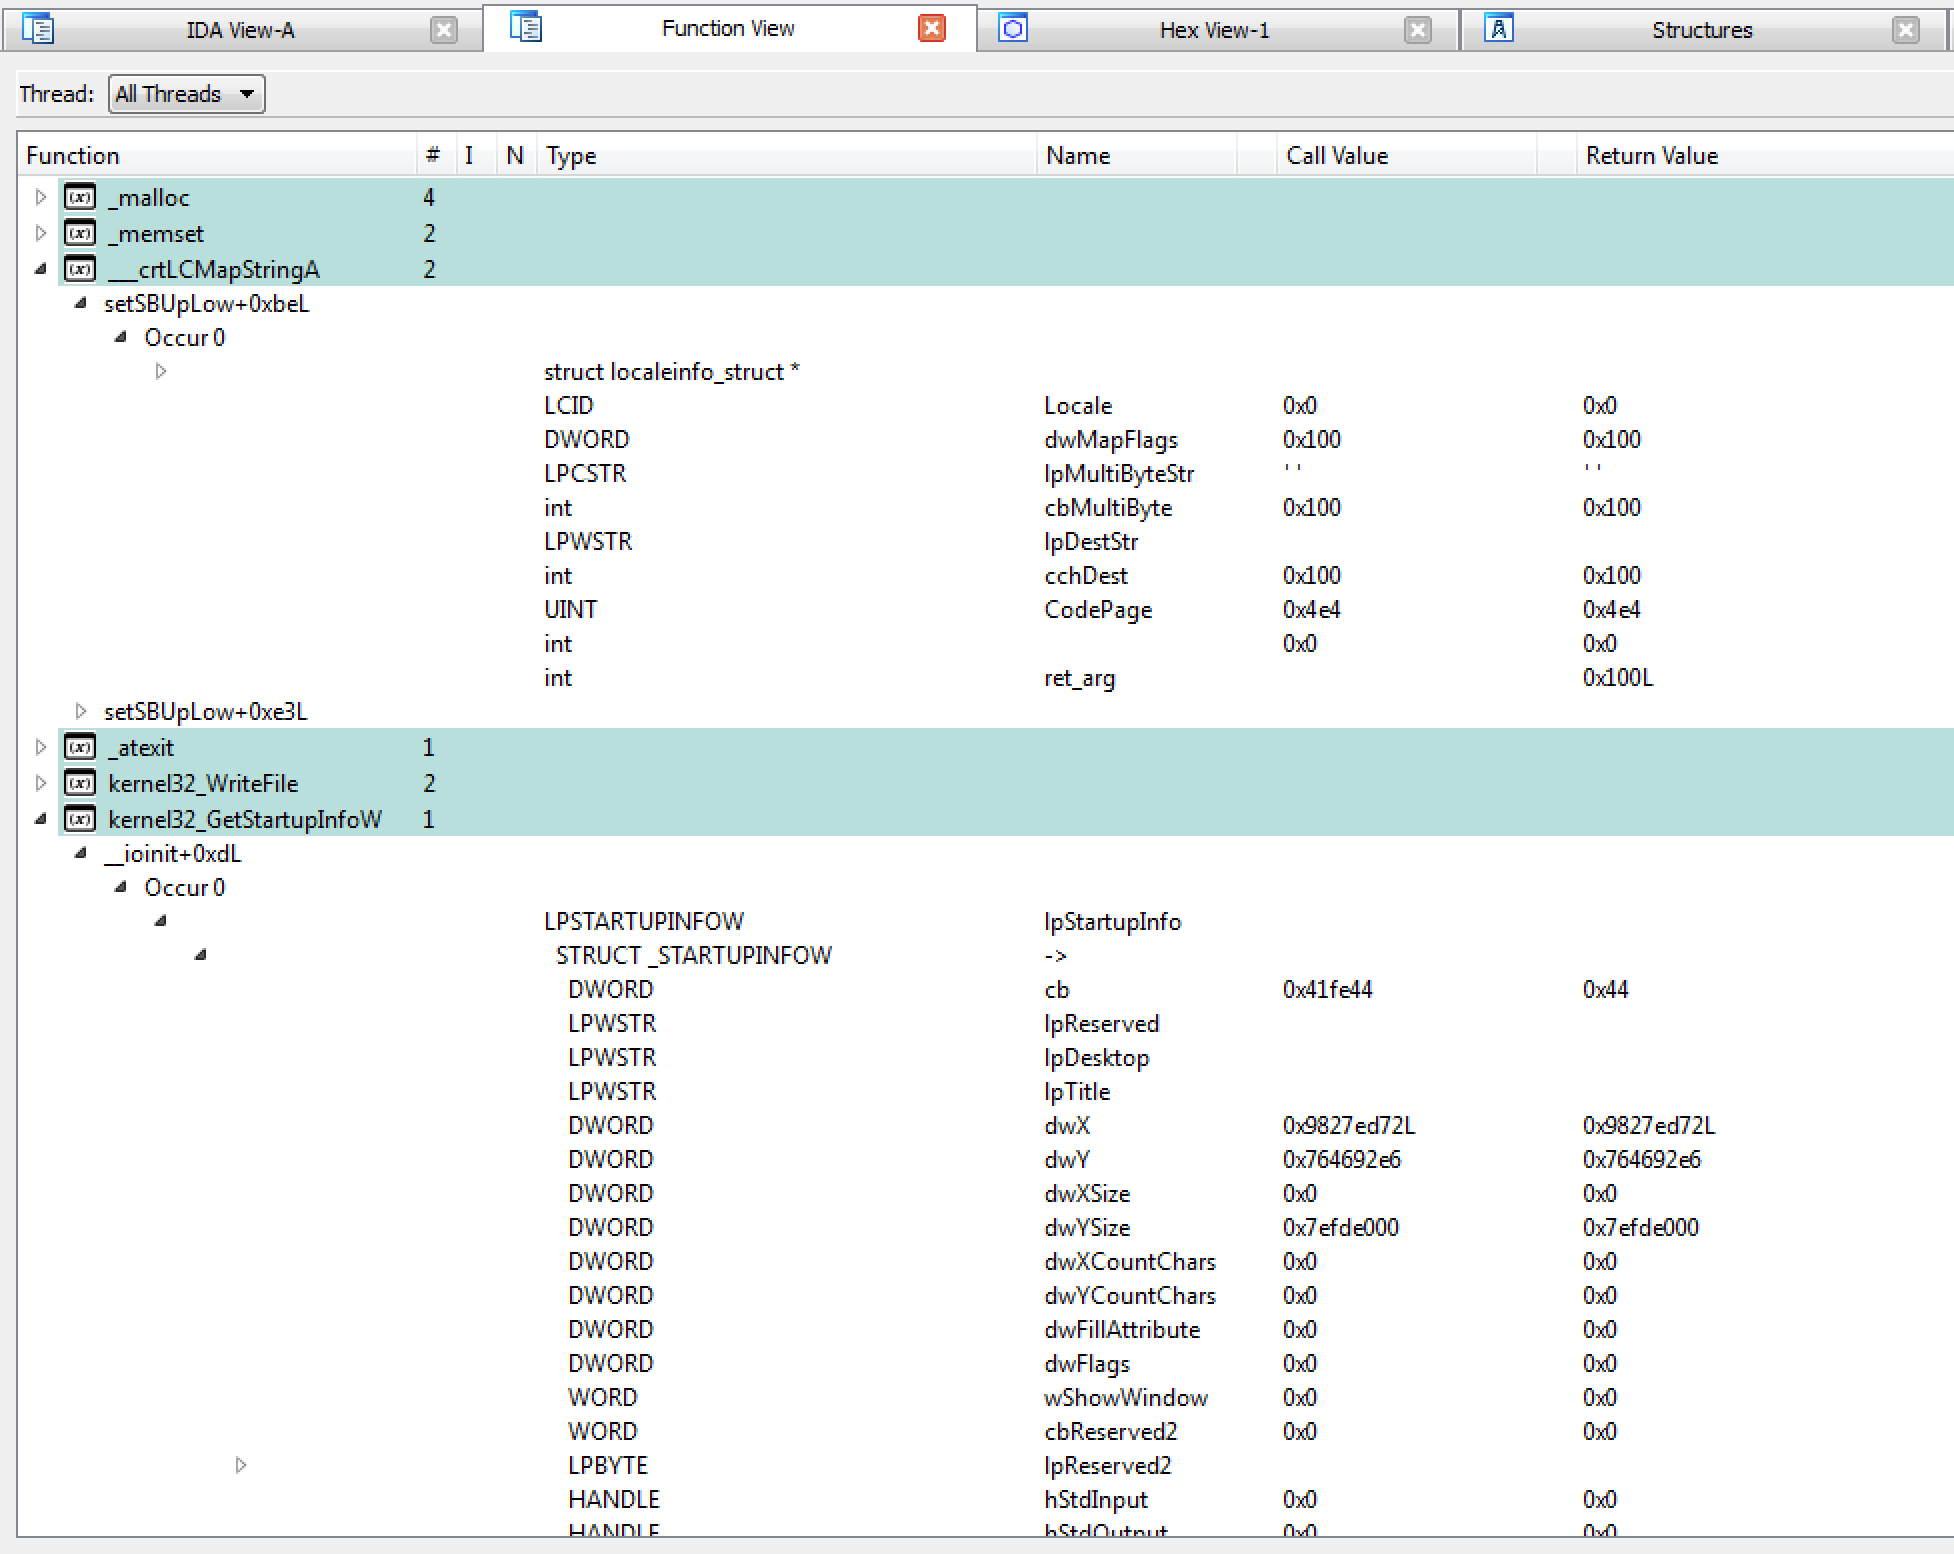 IDA View-A Function View Hex View-1 Structures
Thread: All Threads
Function # I N Type Name Call Value Return Value
_malloc 4
_memset 2
___crtLCMapStringA 2
setSBUpLow+0xbeL
Occur 0
struct localeinfo_struct *
LCID Locale 0x0 0x0
DWORD dwMapFlags 0x100 0x100
LPCSTR lpMultiByteStr ' ' ' '
int cbMultiByte 0x100 0x100
LPWSTR lpDestStr
int cchDest 0x100 0x100
UINT CodePage 0x4e4 0x4e4
int 0x0 0x0
int ret_arg 0x100L
setSBUpLow+0xe3L
_atexit 1
kernel32_WriteFile 2
kernel32_GetStartupInfoW 1
__ioinit+0xdL
Occur 0
LPSTARTUPINFOW lpStartupInfo
STRUCT _STARTUPINFOW ->
DWORD cb 0x41fe44 0x44
LPWSTR lpReserved
LPWSTR lpDesktop
LPWSTR lpTitle
DWORD dwX 0x9827ed72L 0x9827ed72L
DWORD dwY 0x764692e6 0x764692e6
DWORD dwXSize 0x0 0x0
DWORD dwYSize 0x7efde000 0x7efde000
DWORD dwXCountChars 0x0 0x0
DWORD dwYCountChars 0x0 0x0
DWORD dwFillAttribute 0x0 0x0
DWORD dwFlags 0x0 0x0
WORD wShowWindow 0x0 0x0
WORD cbReserved2 0x0 0x0
LPBYTE lpReserved2
HANDLE hStdInput 0x0 0x0
HANDLE hStdOutput 0x0 0x0